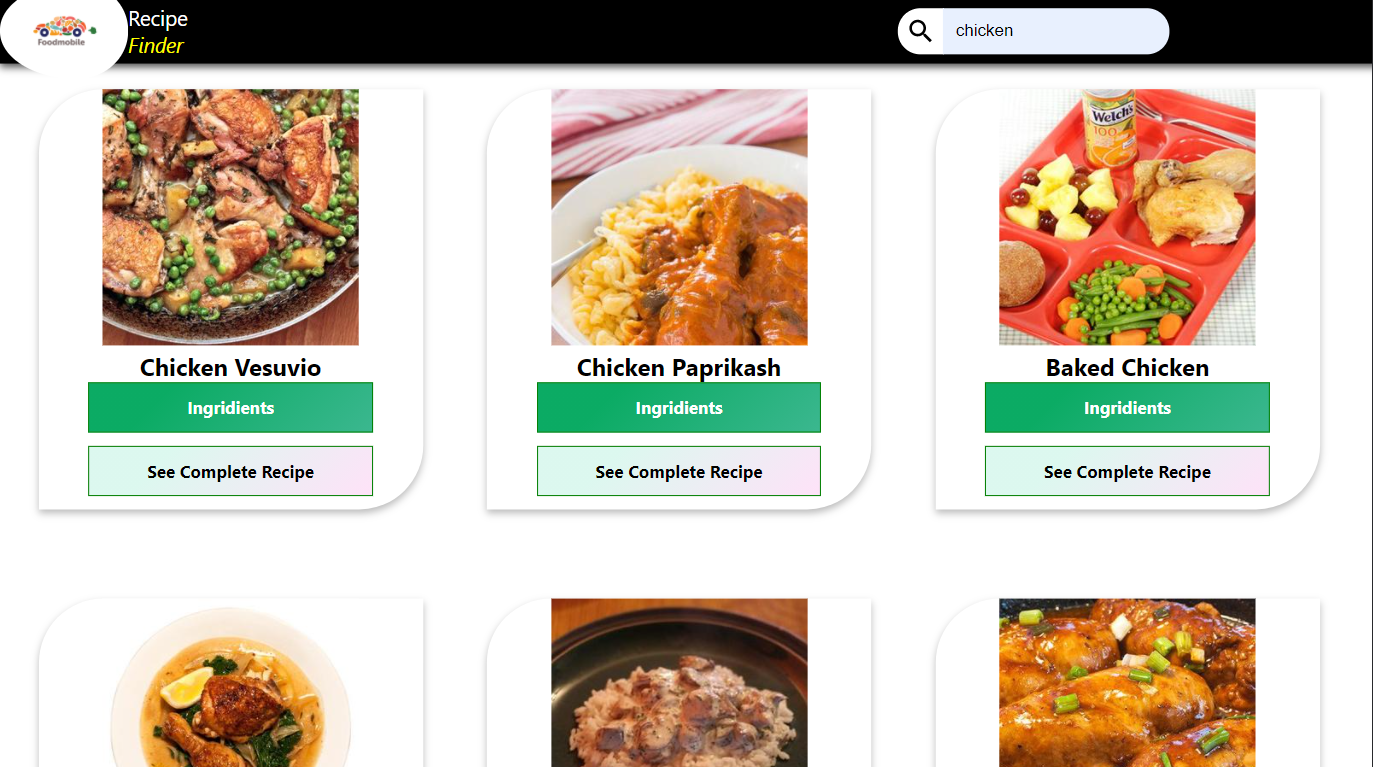 Foodmobile
Recipe
Finder
chicken
Welch's
100
Chicken Vesuvio
Chicken Paprikash
Baked Chicken
Ingridients
Ingridients
Ingridients
See Complete Recipe
See Complete Recipe
See Complete Recipe